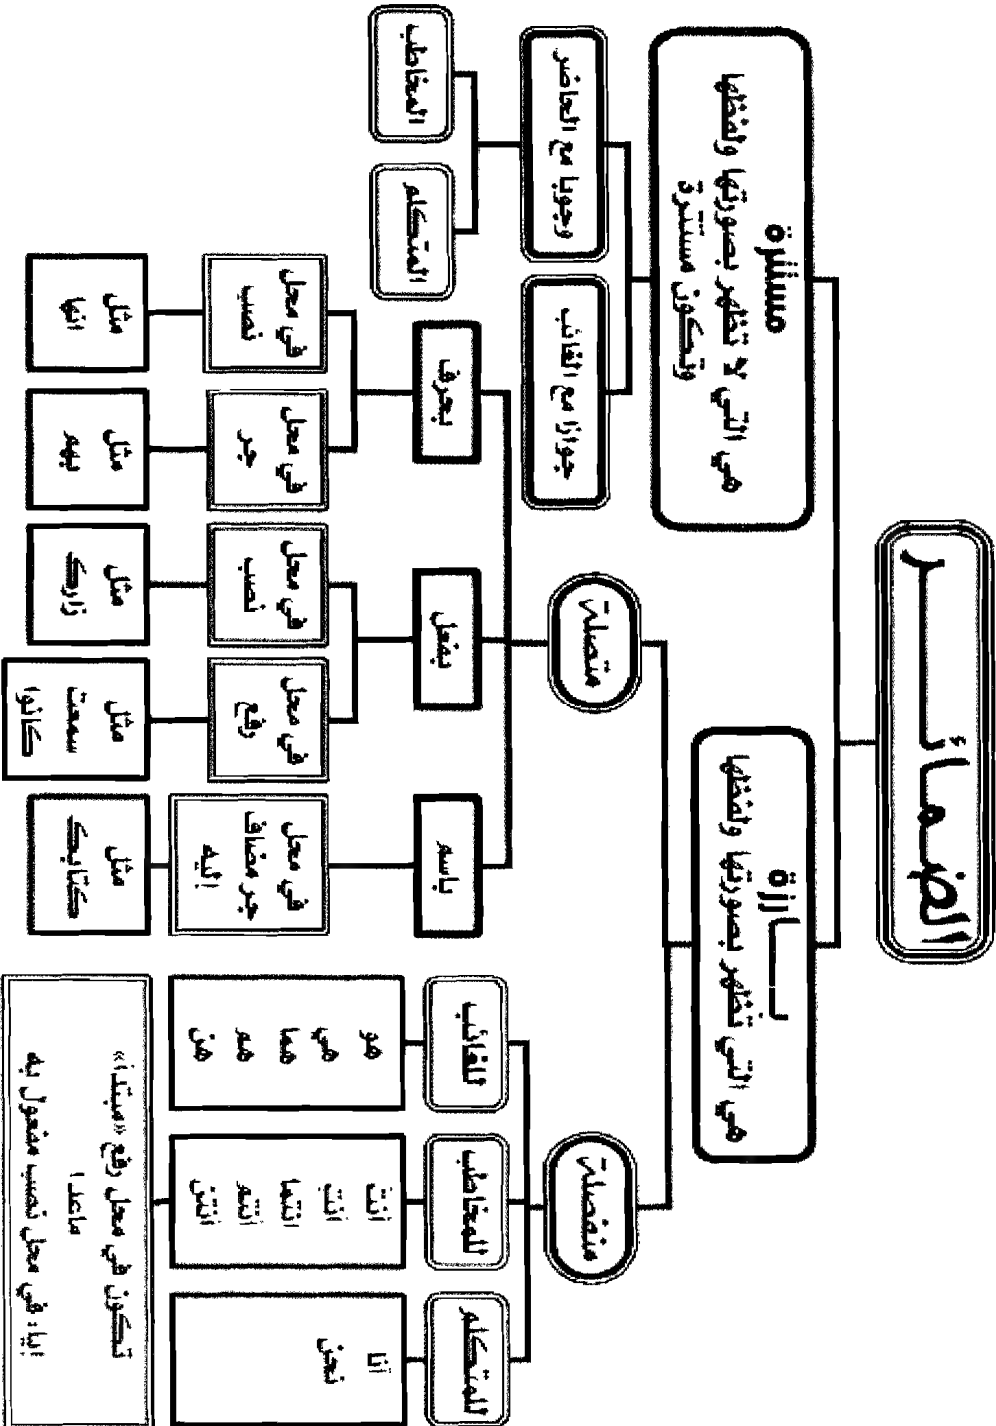 الضمائر
بارزة
هي التي تظهر بصورتها ولفظها
مستترة
هي التي لا تظهر بصورتها ولفظها
وتكون مستترة
منفصلة
متصلة
جوازا مع الغائب
وجوبا مع الحاضر
المتكلم
المخاطب
للمتكلم
للمخاطب
للغائب
باسم
بفعل
بحرف
أنا
نحن
أنت
أنت
أنتما
أنتم
أنتن
هو
هي
هما
هم
هن
في محل
جر مضاف
إليه
في محل
رفع
في محل
نصب
في محل
جر
في محل
نصب
تكون في محل رفع «مبتدأ»
ماعدا
إيا: في محل نصب مفعول به
مثل
كتابك
مثل
سمعت
كانوا
مثل
زارك
مثل
بهم
مثل
انها